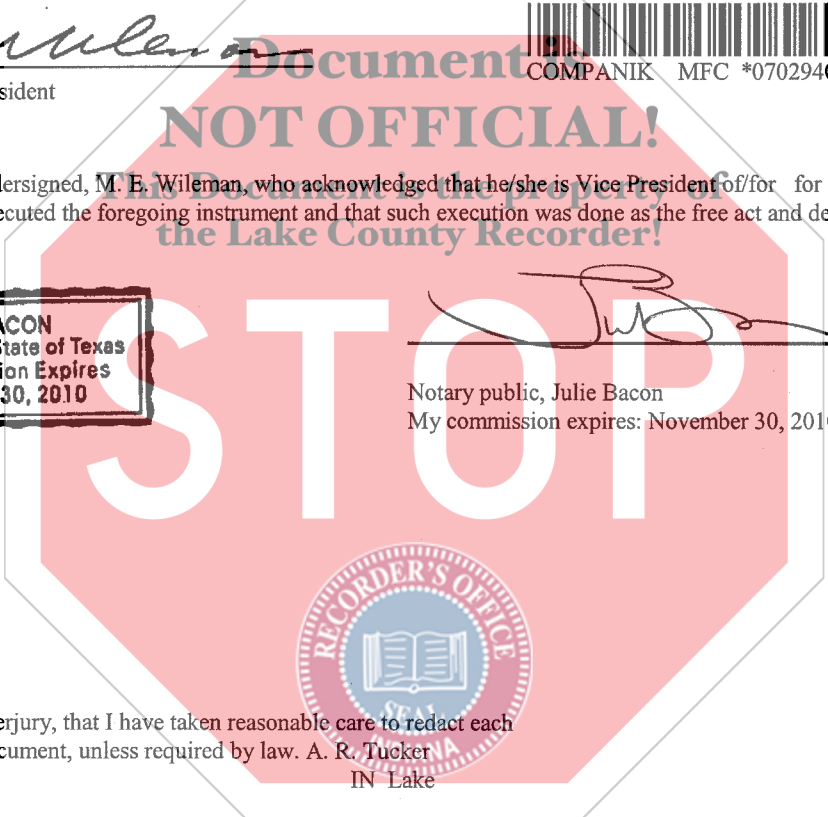 COMPANIK MFC *070294
sident
Document is
NOT OFFICIAL!
This Document is the property of
the Lake County Recorder!
dersigned, M. E. Wileman, who acknowledged that he/she is Vice President of/for for
ecuted the foregoing instrument and that such execution was done as the free act and de
ACON
State of Texas
ion Expires
30, 2010
STOP
Notary public, Julie Bacon
My commission expires: November 30, 201
RECORDER'S OFFICE
SEAL
INDIANA
erjury, that I have taken reasonable care to redact each
cument, unless required by law. A. R. Tucker
IN Lake